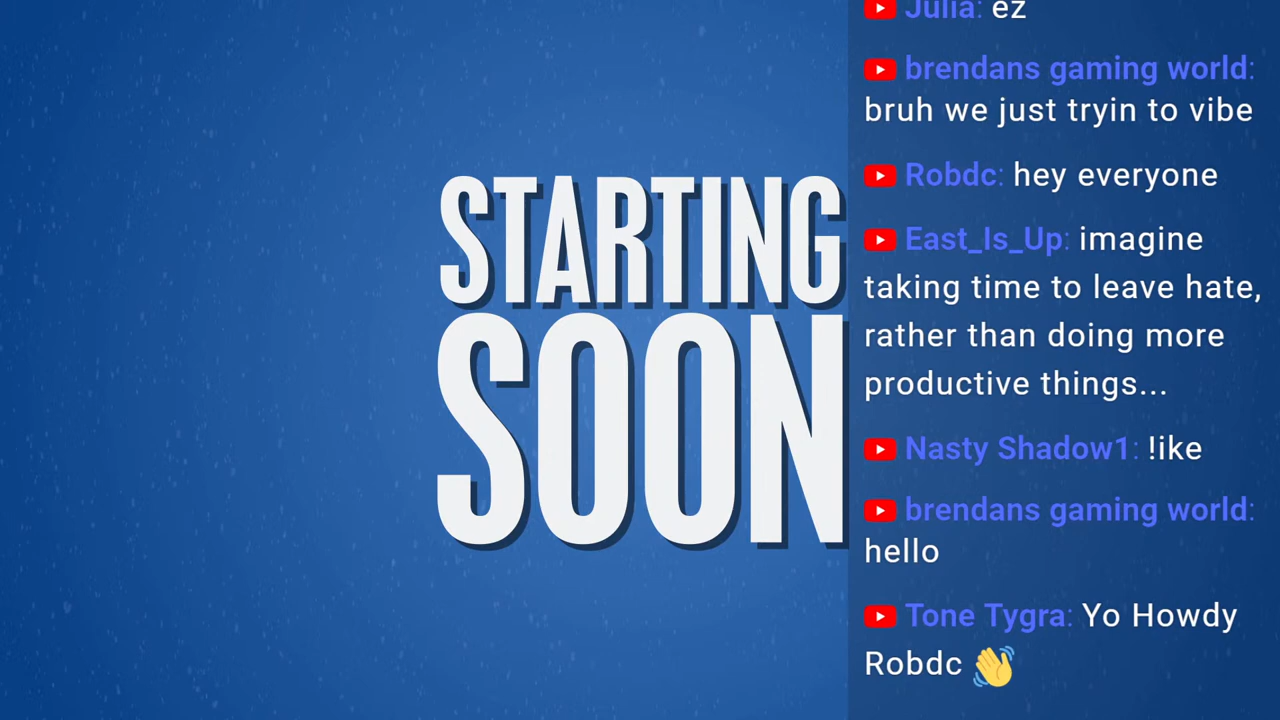 STARTING
SOON
Julia: ez
brendans gaming world:
bruh we just tryin to vibe
Robdc: hey everyone
East_Is_Up: imagine
taking time to leave hate,
rather than doing more
productive things...
Nasty Shadow1: !ike
brendans gaming world:
hello
Tone Tygra: Yo Howdy
Robdc 👋